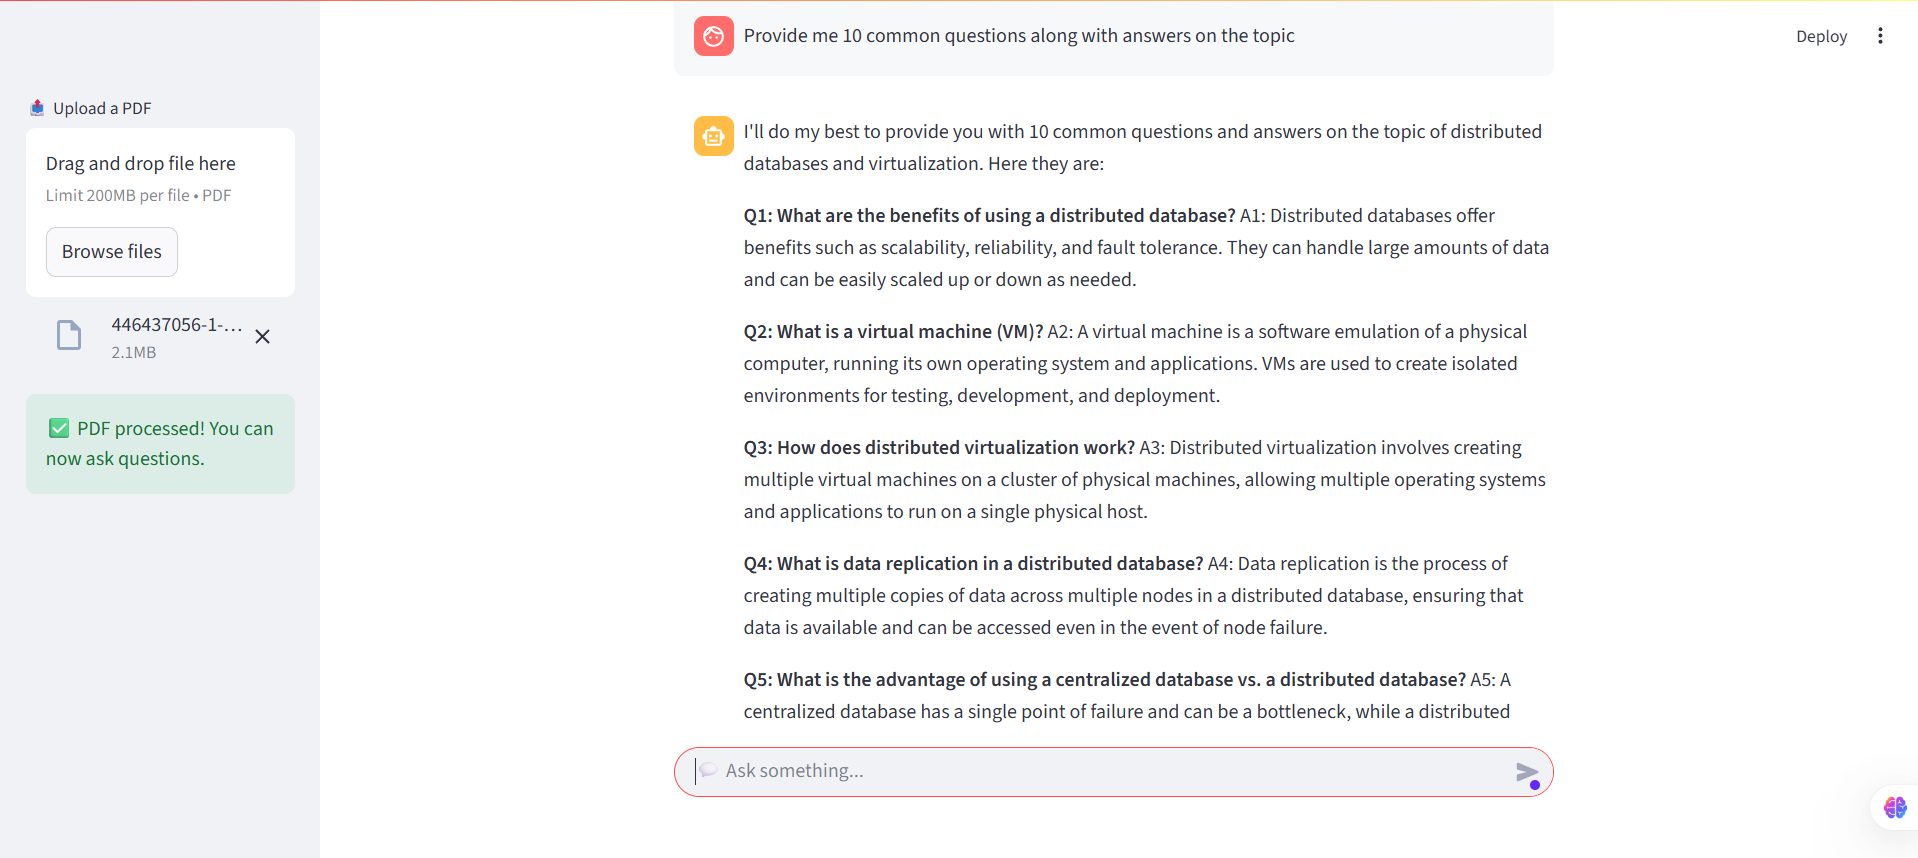 Provide me 10 common questions along with answers on the topic
Deploy
Upload a PDF
Drag and drop file here
Limit 200MB per file • PDF
Browse files
446437056-1-...
2.1MB
PDF processed! You can
now ask questions.
I'll do my best to provide you with 10 common questions and answers on the topic of distributed
databases and virtualization. Here they are:
Q1: What are the benefits of using a distributed database? A1: Distributed databases offer
benefits such as scalability, reliability, and fault tolerance. They can handle large amounts of data
and can be easily scaled up or down as needed.
Q2: What is a virtual machine (VM)? A2: A virtual machine is a software emulation of a physical
computer, running its own operating system and applications. VMs are used to create isolated
environments for testing, development, and deployment.
Q3: How does distributed virtualization work? A3: Distributed virtualization involves creating
multiple virtual machines on a cluster of physical machines, allowing multiple operating systems
and applications to run on a single physical host.
Q4: What is data replication in a distributed database? A4: Data replication is the process of
creating multiple copies of data across multiple nodes in a distributed database, ensuring that
data is available and can be accessed even in the event of node failure.
Q5: What is the advantage of using a centralized database vs. a distributed database? A5: A
centralized database has a single point of failure and can be a bottleneck, while a distributed
Ask something...